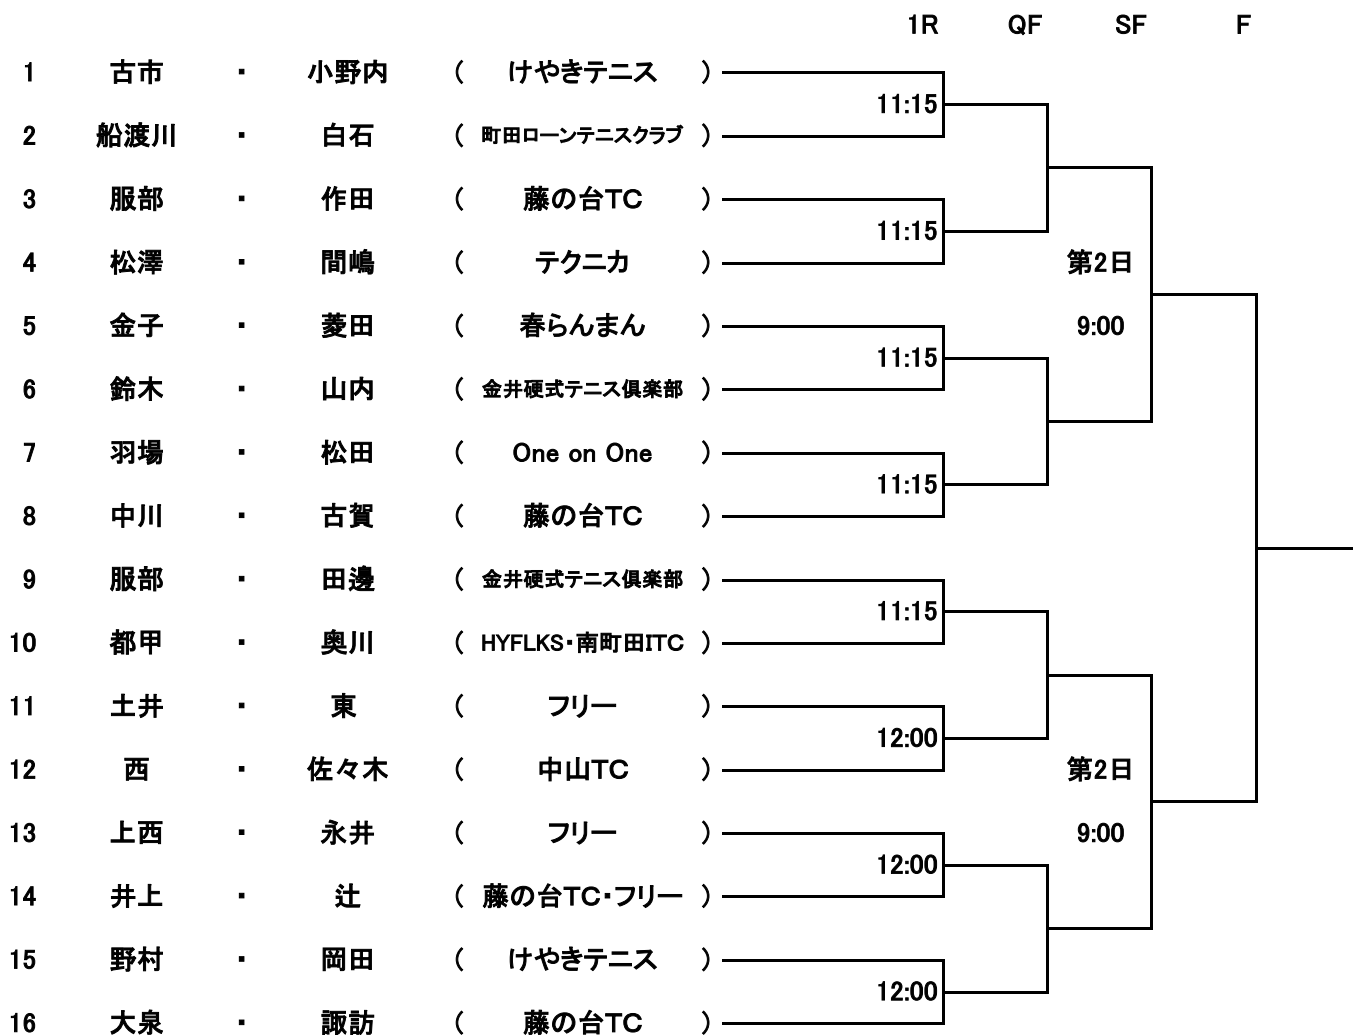 1R QF SF F
1 古市 ・ 小野内 ( けやきテニス )
11:15
2 船渡川 ・ 白石 ( 町田ローンテニスクラブ )
3 服部 ・ 作田 ( 藤の台TC )
11:15
4 松澤 ・ 間嶋 ( テクニカ ) 第2日
5 金子 ・ 菱田 ( 春らんまん ) 9:00
11:15
6 鈴木 ・ 山内 ( 金井硬式テニス倶楽部 )
7 羽場 ・ 松田 ( One on One )
11:15
8 中川 ・ 古賀 ( 藤の台TC )
9 服部 ・ 田邊 ( 金井硬式テニス倶楽部 )
11:15
10 都甲 ・ 奥川 ( HYFLKS・南町田ITC )
11 土井 ・ 東 ( フリー )
12:00
12 西 ・ 佐々木 ( 中山TC ) 第2日
13 上西 ・ 永井 ( フリー ) 9:00
12:00
14 井上 ・ 辻 ( 藤の台TC・フリー )
15 野村 ・ 岡田 ( けやきテニス )
12:00
16 大泉 ・ 諏訪 ( 藤の台TC )